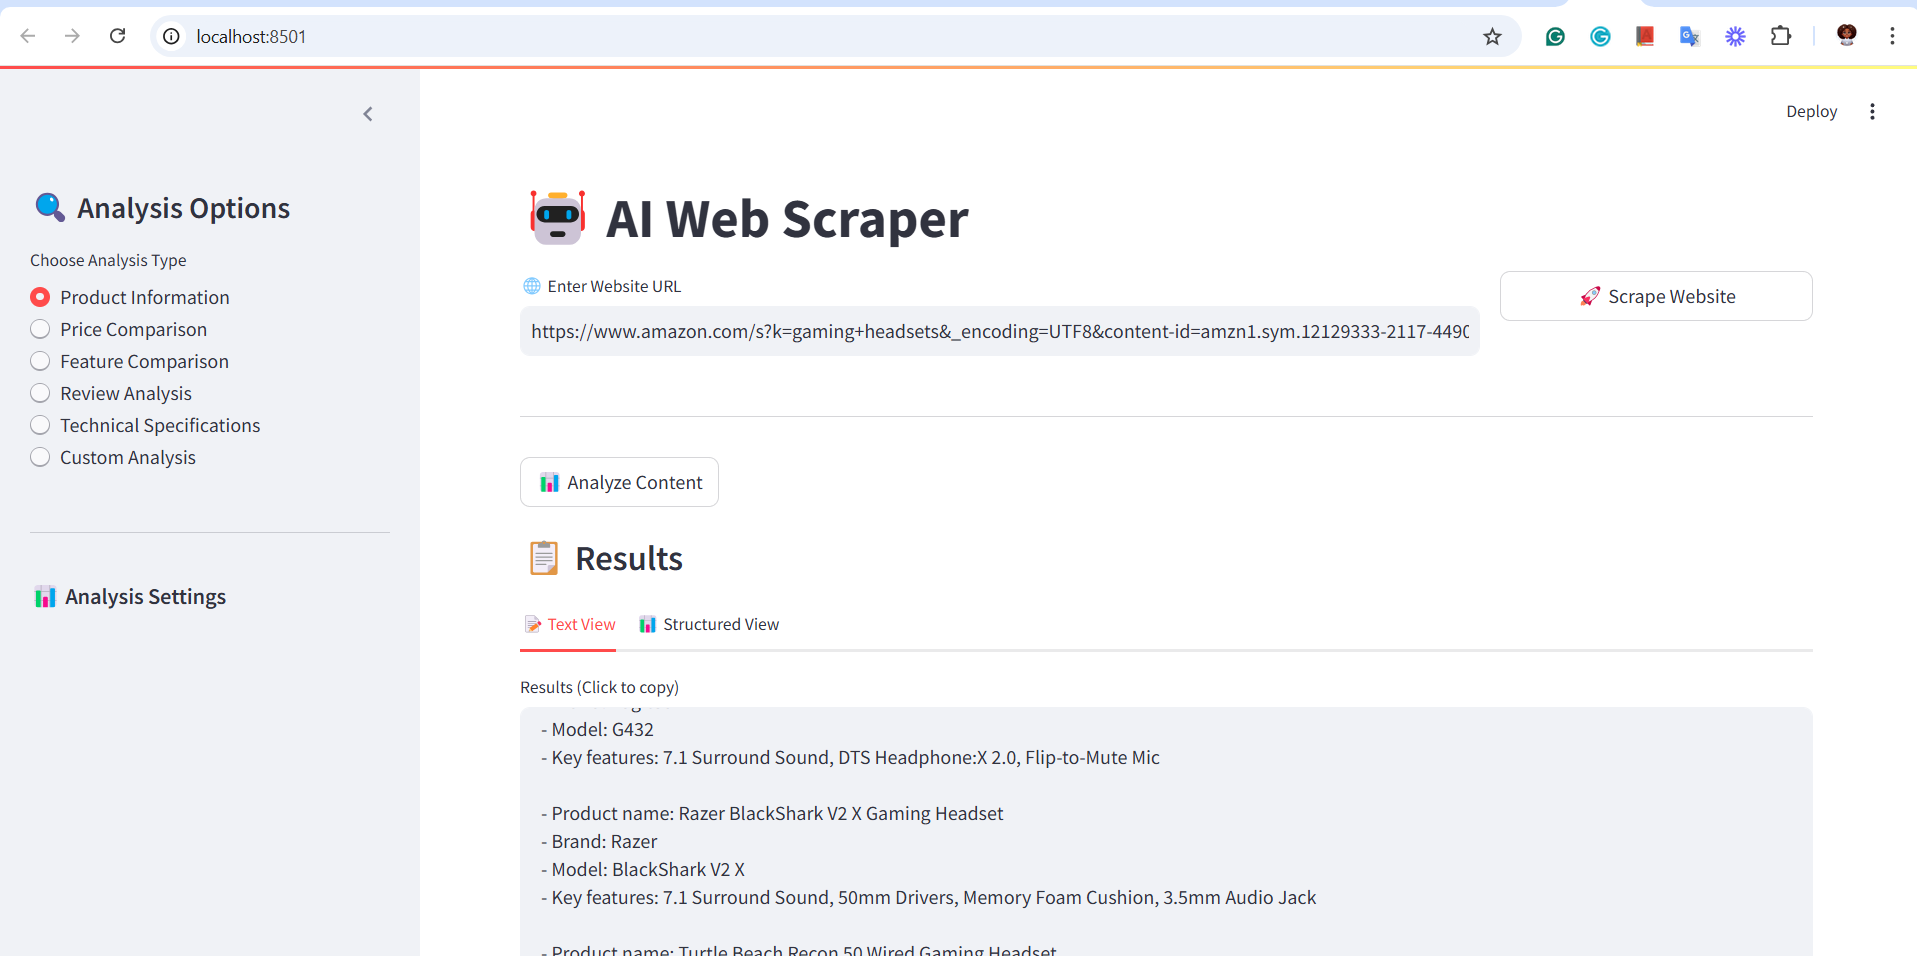 localhost:8501
Deploy
Analysis Options
Choose Analysis Type
Product Information
Price Comparison
Feature Comparison
Review Analysis
Technical Specifications
Custom Analysis
Analysis Settings
AI Web Scraper
Enter Website URL
https://www.amazon.com/s?k=gaming+headsets&_encoding=UTF8&content-id=amzn1.sym.12129333-2117-4490
Scrape Website
Analyze Content
Results
Text View
Structured View
Results (Click to copy)
- Model: G432
- Key features: 7.1 Surround Sound, DTS Headphone:X 2.0, Flip-to-Mute Mic
- Product name: Razer BlackShark V2 X Gaming Headset
- Brand: Razer
- Model: BlackShark V2 X
- Key features: 7.1 Surround Sound, 50mm Drivers, Memory Foam Cushion, 3.5mm Audio Jack
- Product name: Turtle Beach Recon 50 Wired Gaming Headset